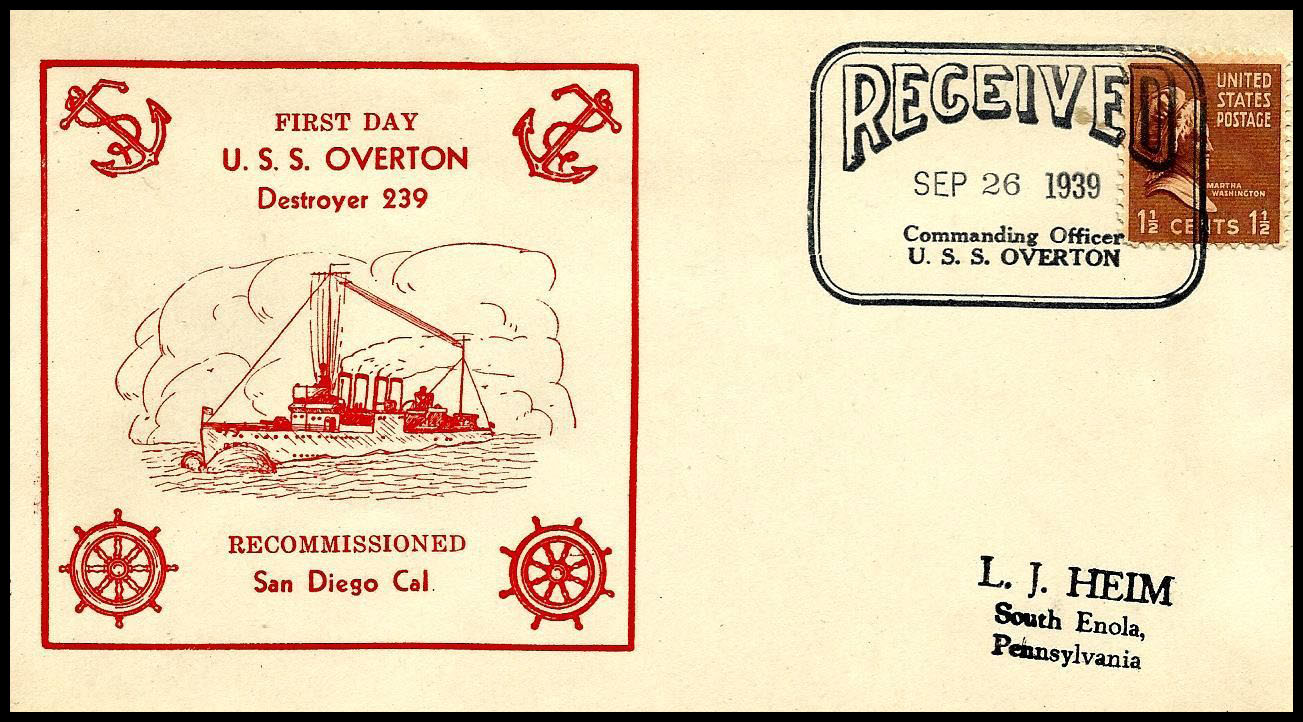 FIRST DAY
U. S. S. OVERTON
Destroyer 239
RECOMMISSIONED
San Diego Cal.
RECEIVED
SEP 26 1939
Commanding Officer
U. S. S. OVERTON
UNITED
STATES
POSTAGE
MARTHA
WASHINGTON
1½ CENTS 1½
L. J. HEIM
South Enola,
Pennsylvania